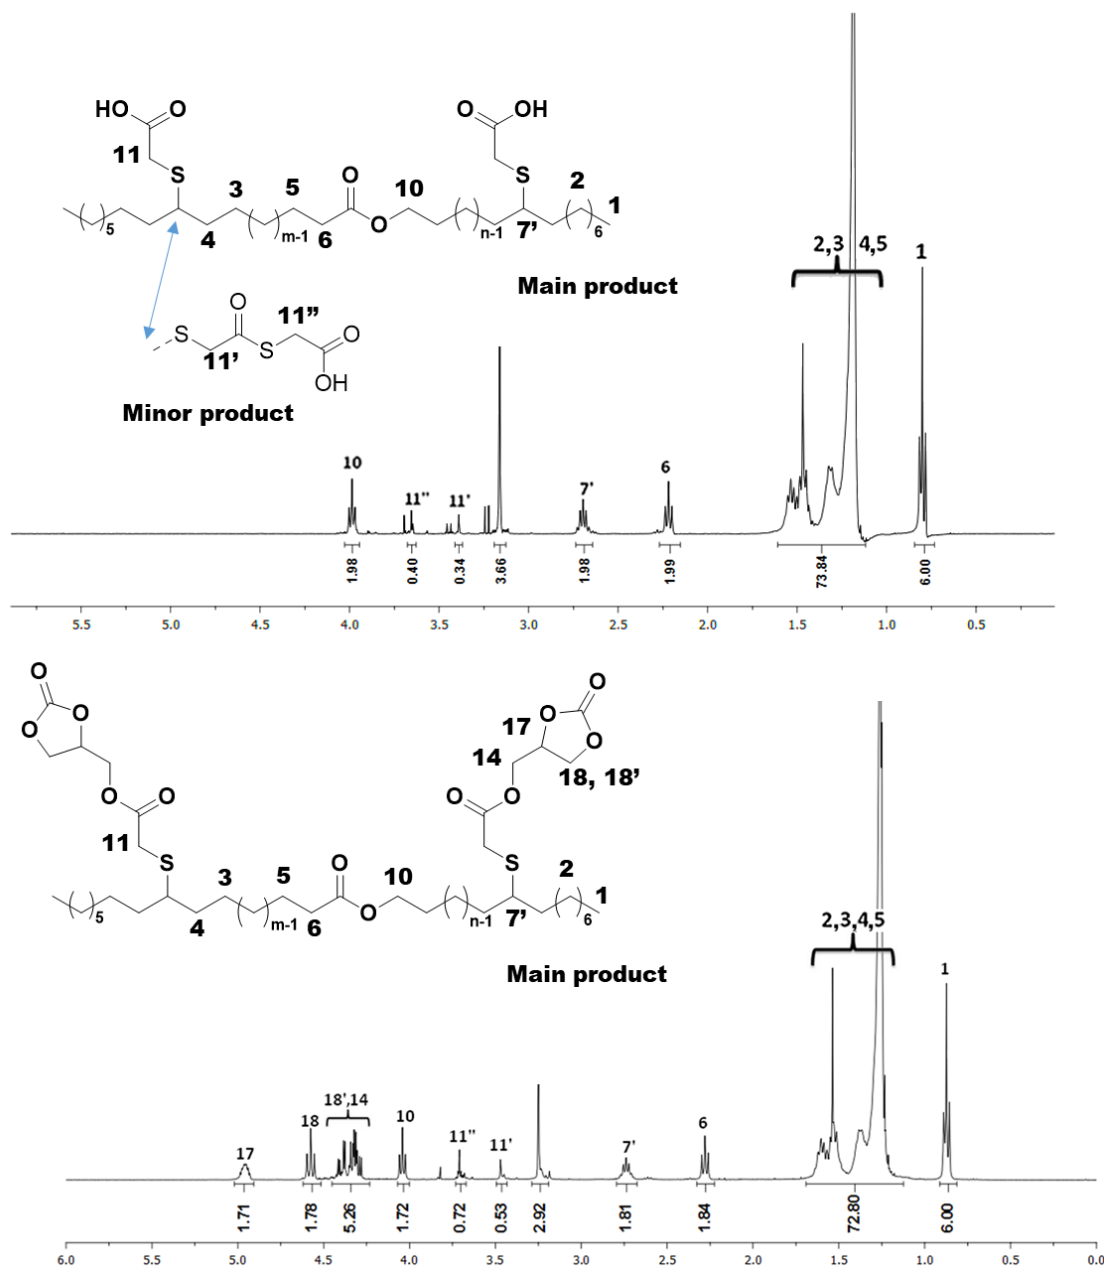 HO O
O OH
11
S
S
2
3
5
O
10
1
5
4
m-1
6
O
n-1
7'
6
Main product
O
11''
S
O
11'
S
OH
Minor product
2,3 4,5
1
10
11''
11'
7'
6
1.98
0.40
0.34
3.66
1.98
1.99
73.84
6.00
5.5 5.0 4.5 4.0 3.5 3.0 2.5 2.0 1.5 1.0 0.5
O
O
O
O
O
17
O
14
18, 18'
O
O
O
O
O
11
S
S
2
3
5
O
10
1
5
4
m-1
6
O
n-1
7'
6
Main product
2,3,4,5
1
17
18
18',14
10
11''
11'
7'
6
1.71
1.78
5.26
1.72
0.72
0.53
2.92
1.81
1.84
72.80
6.00
6.0 5.5 5.0 4.5 4.0 3.5 3.0 2.5 2.0 1.5 1.0 0.5 0.0